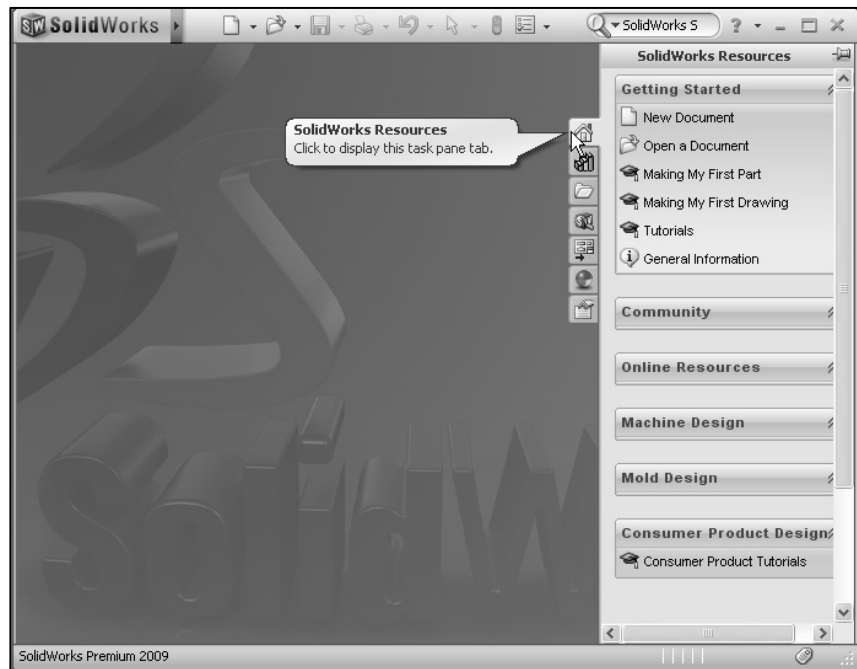 SolidWorks
SolidWorks S
?
SolidWorks Resources
Getting Started
New Document
Open a Document
Making My First Part
Making My First Drawing
Tutorials
General Information
Community
Online Resources
Machine Design
Mold Design
Consumer Product Design
Consumer Product Tutorials
SolidWorks Resources
Click to display this task pane tab.
SolidW
SolidWorks Premium 2009